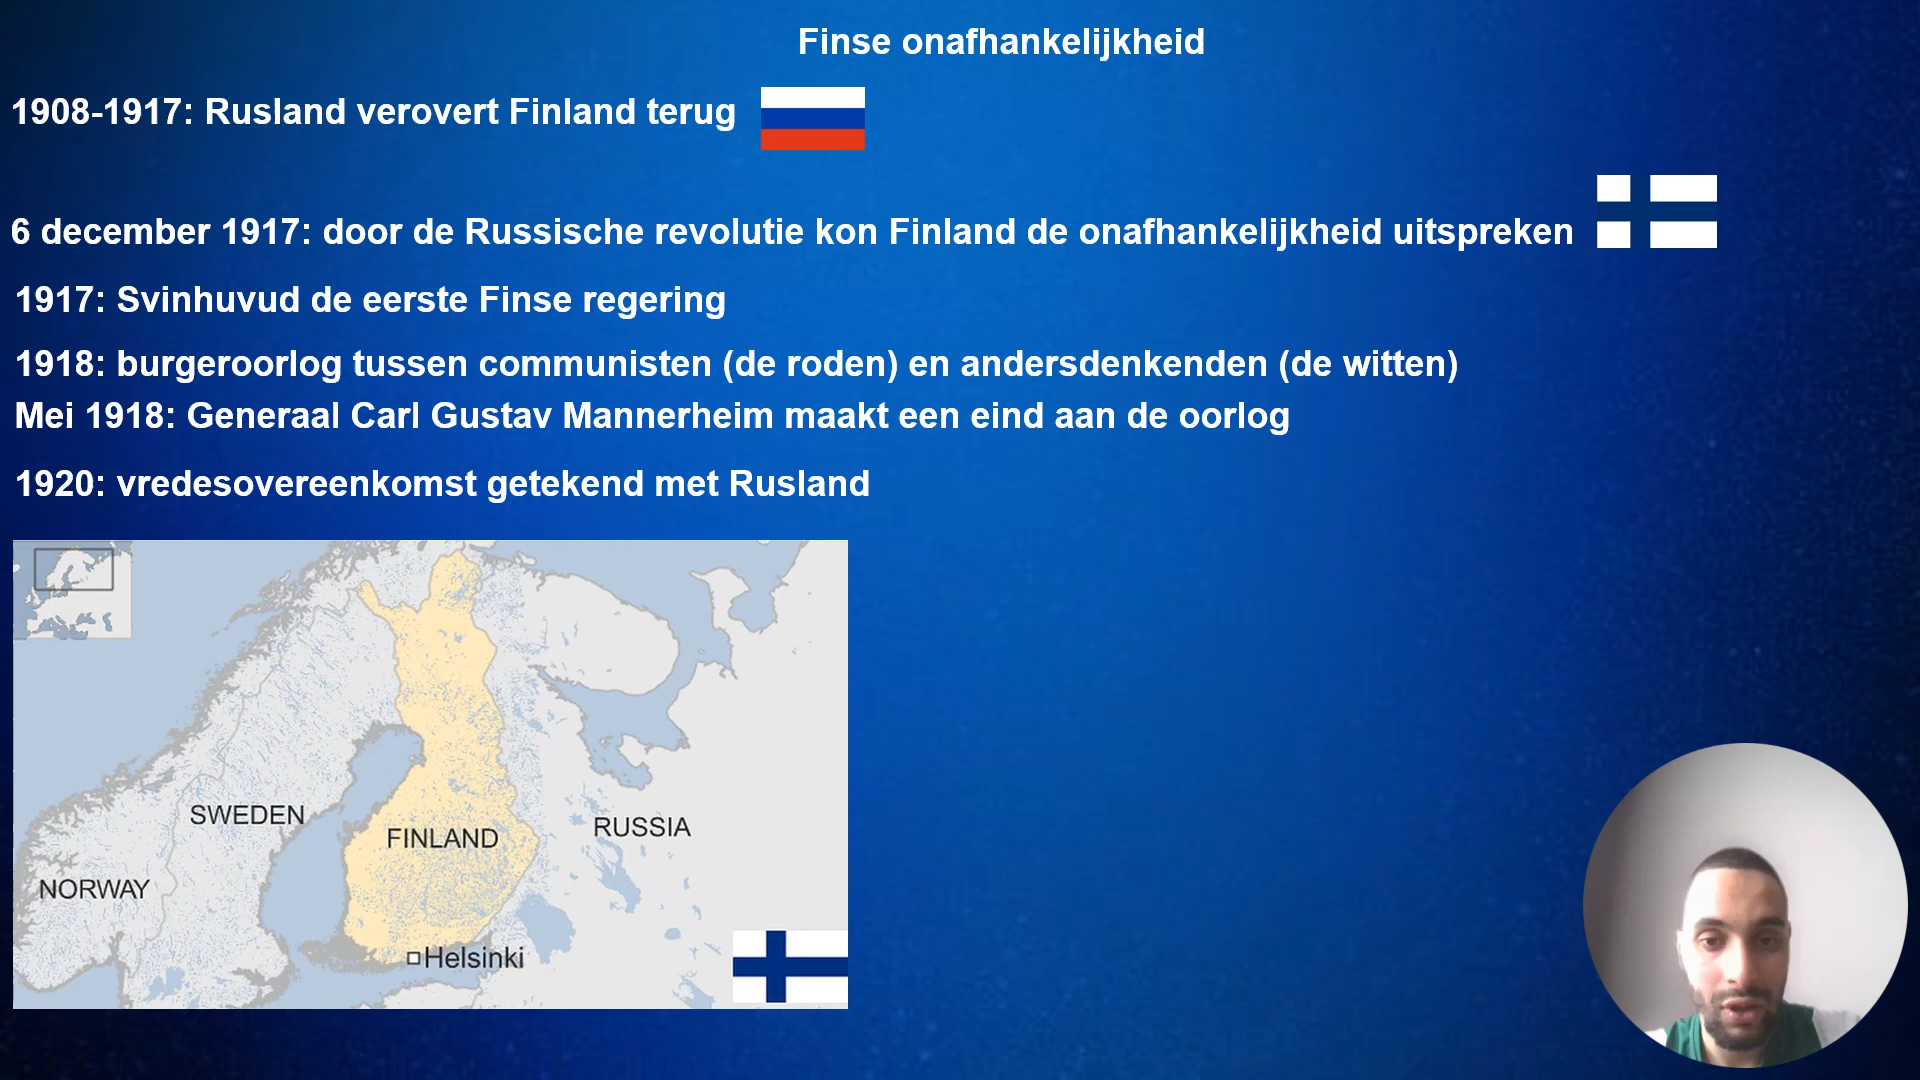 Finse onafhankelijkheid
1908-1917: Rusland verovert Finland terug
6 december 1917: door de Russische revolutie kon Finland de onafhankelijkheid uitspreken
1917: Svinhuvud de eerste Finse regering
1918: burgeroorlog tussen communisten (de roden) en andersdenkenden (de witten)
Mei 1918: Generaal Carl Gustav Mannerheim maakt een eind aan de oorlog
1920: vredesovereenkomst getekend met Rusland
SWEDEN
FINLAND
RUSSIA
NORWAY
Helsinki